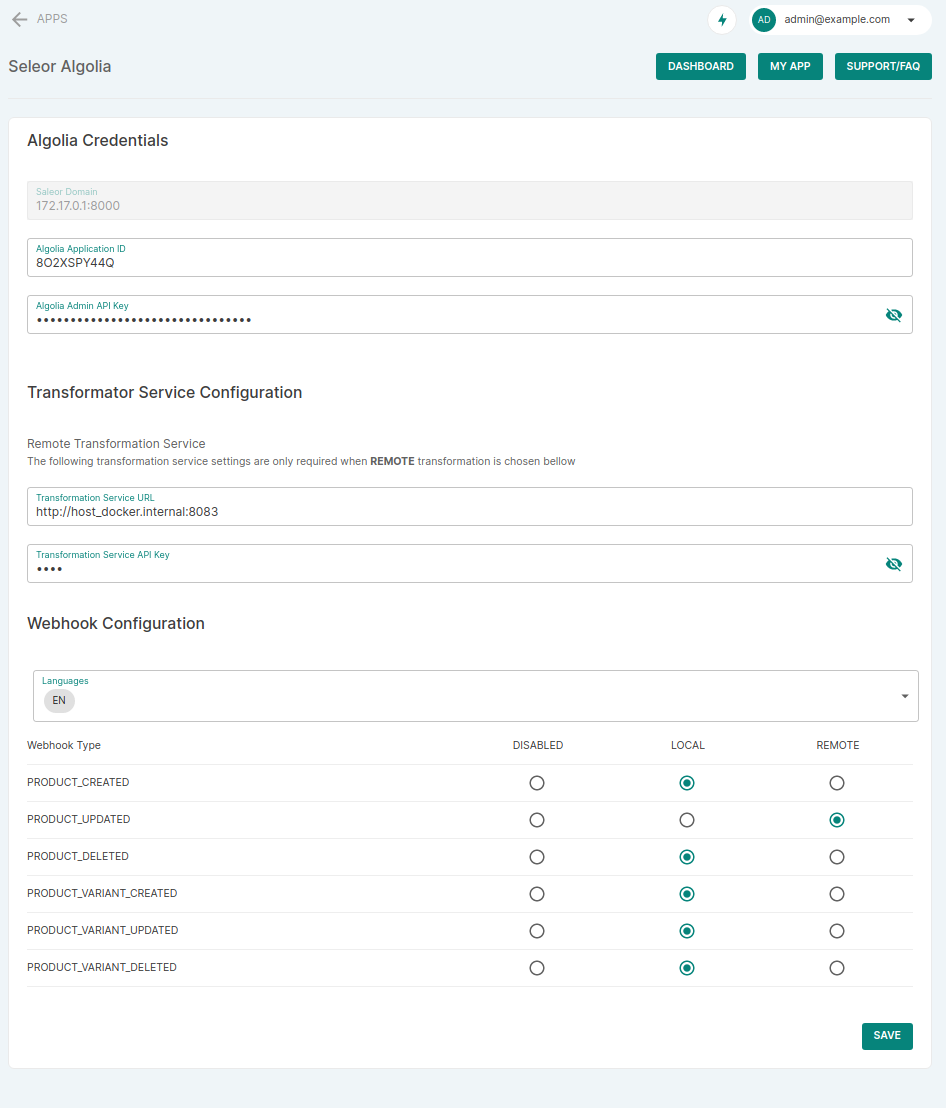 APPS
AD admin@example.com
Seleor Algolia
DASHBOARD MY APP SUPPORT/FAQ
Algolia Credentials
Saleor Domain
172.17.0.1:8000
Algolia Application ID
8O2XSPY44Q
Algolia Admin API Key
••••••••••••••••••••••••••••••••
Transformator Service Configuration
Remote Transformation Service
The following transformation service settings are only required when REMOTE transformation is chosen bellow
Transformation Service URL
http://host_docker.internal:8083
Transformation Service API Key
••••
Webhook Configuration
Languages
EN
Webhook Type DISABLED LOCAL REMOTE
PRODUCT_CREATED
PRODUCT_UPDATED
PRODUCT_DELETED
PRODUCT_VARIANT_CREATED
PRODUCT_VARIANT_UPDATED
PRODUCT_VARIANT_DELETED
SAVE